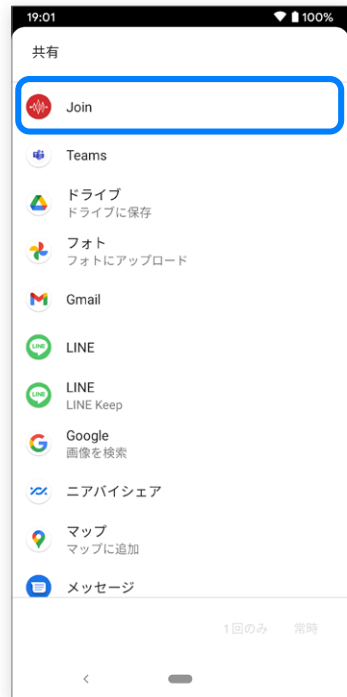 19:01 100%
共有
Join
Teams
ドライブ
ドライブに保存
フォト
フォトにアップロード
Gmail
LINE
LINE
LINE
LINE
LINE Keep
Google
画像を検索
ニアバイシェア
マップ
マップに追加
メッセージ
1回のみ 常時